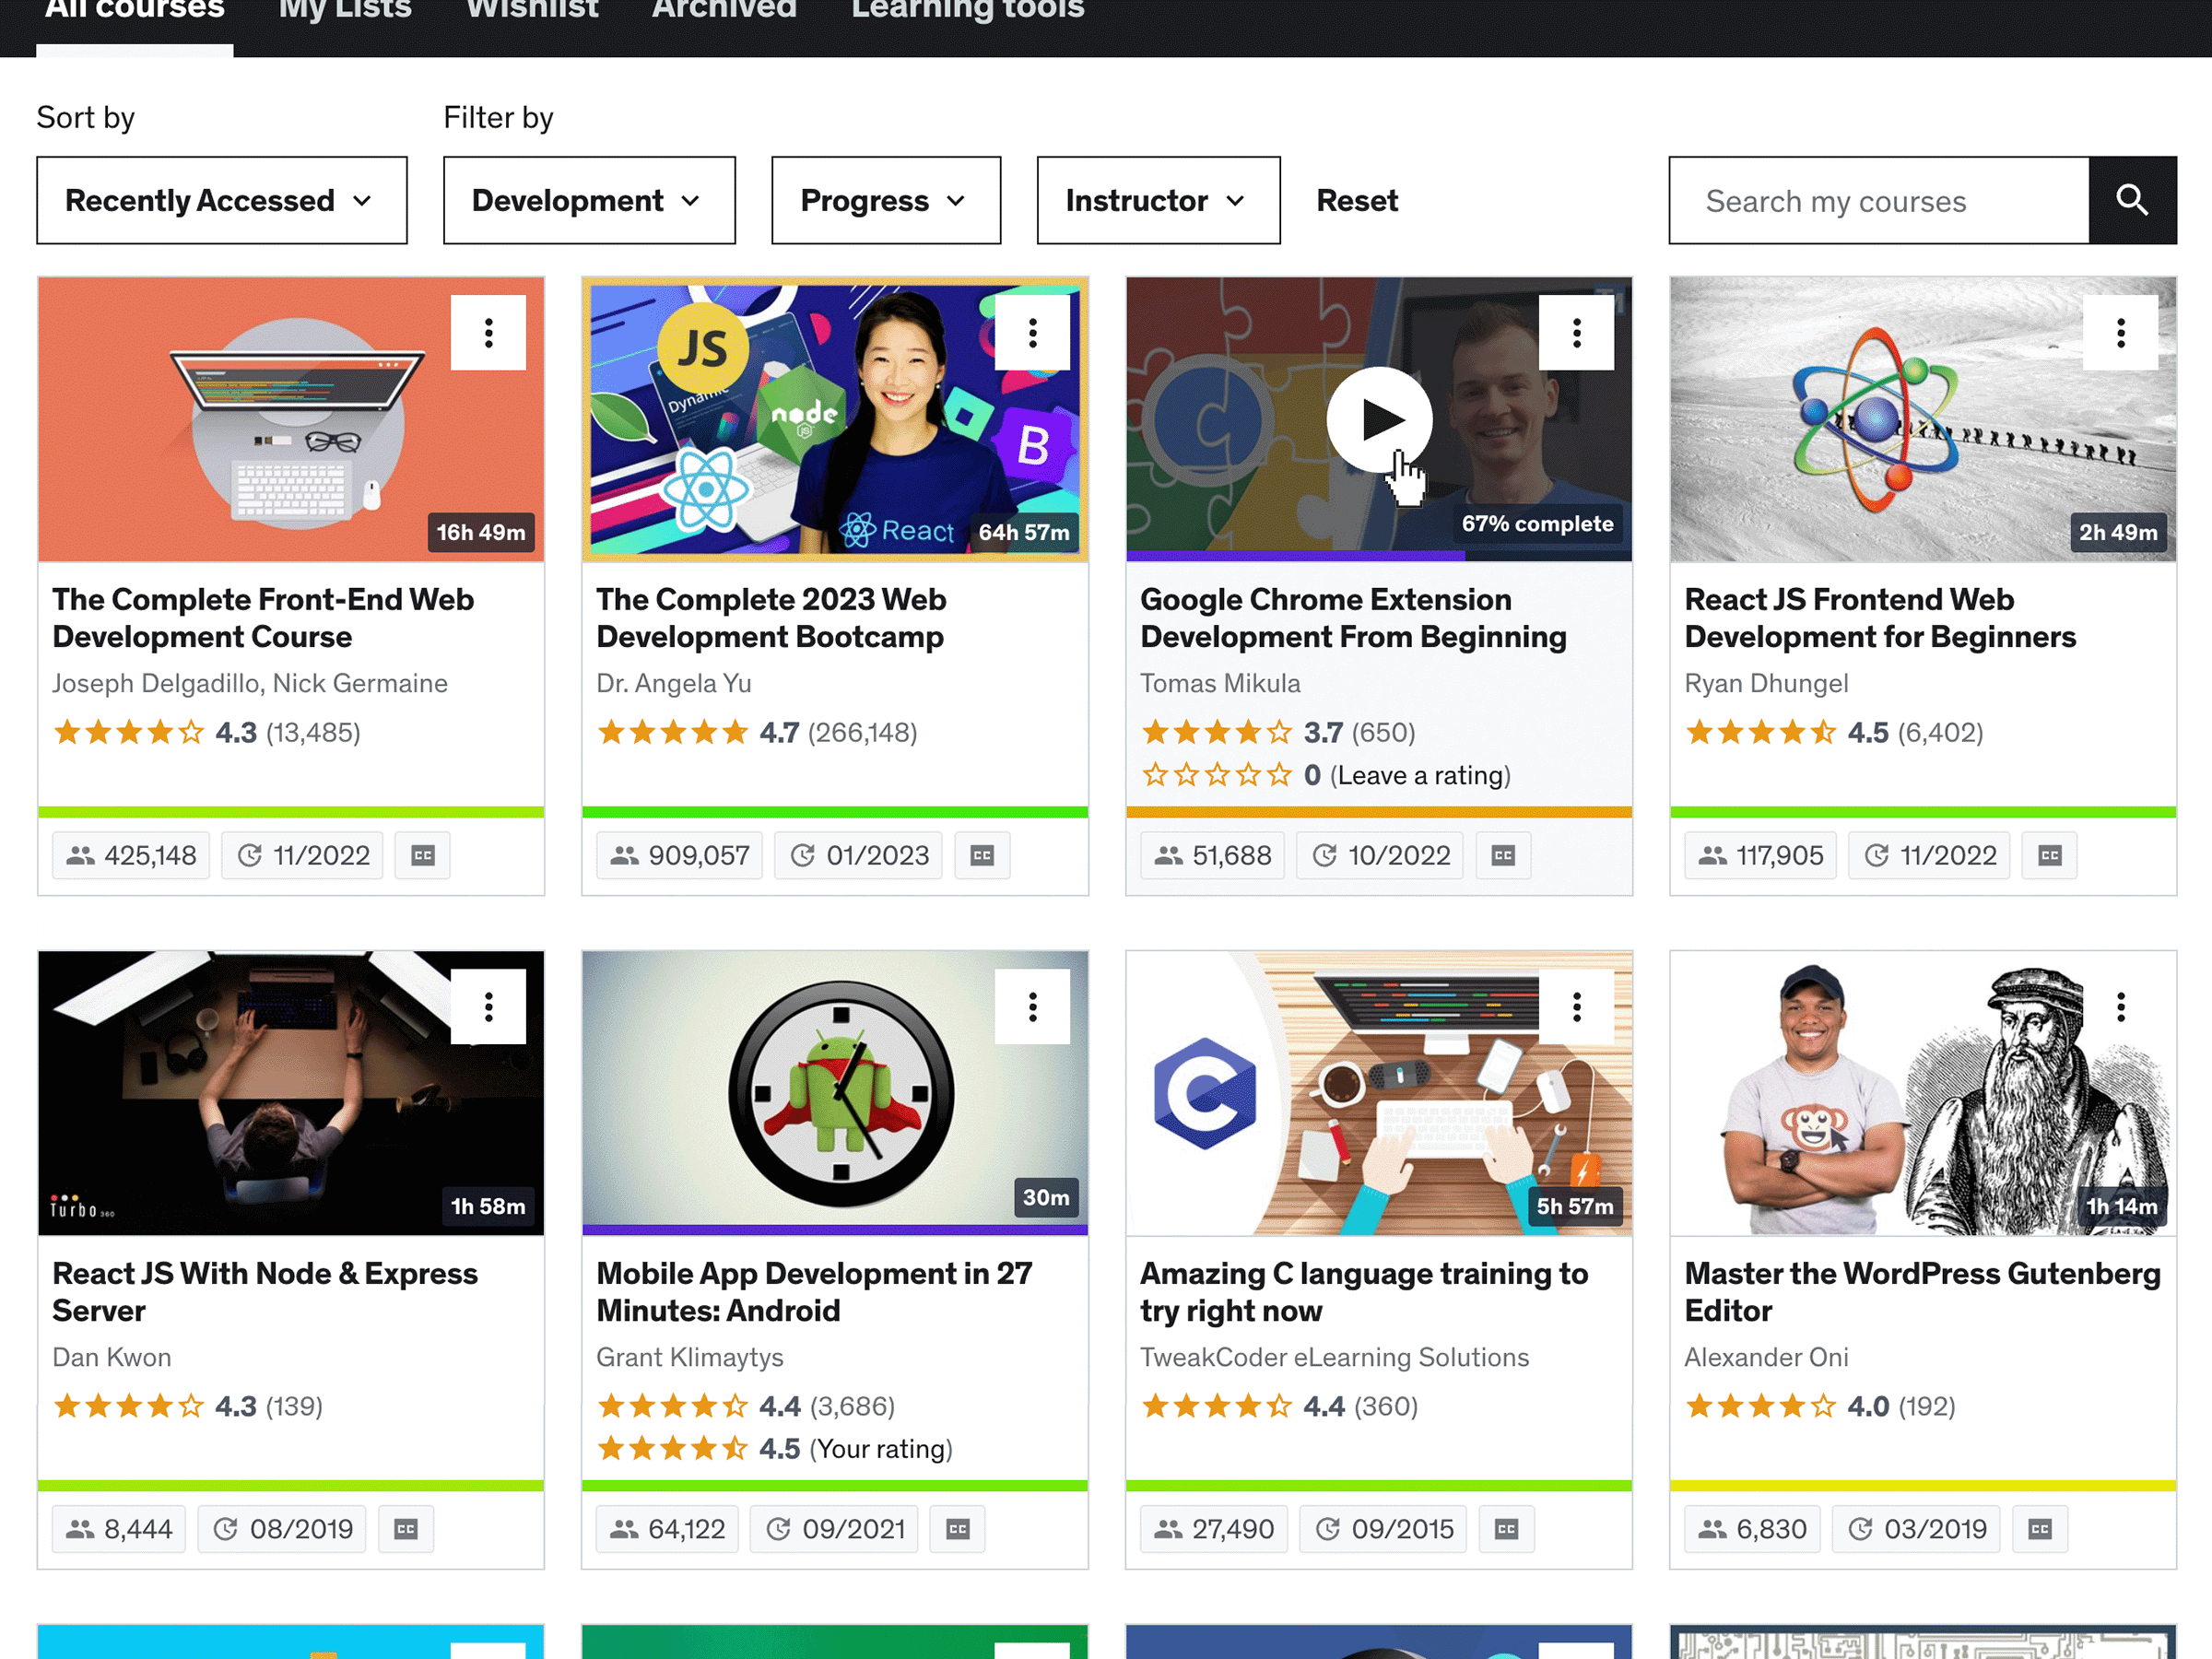 All courses My Lists Wishlist Archived Learning tools
Sort by Filter by
Recently Accessed Development Progress Instructor Reset Search my courses
JS
Dynamic
node
JS
B
React
16h 49m
64h 57m
67% complete
2h 49m
The Complete Front-End Web
Development Course
Joseph Delgadillo, Nick Germaine
4.3 (13,485)
425,148 11/2022 CC
The Complete 2023 Web
Development Bootcamp
Dr. Angela Yu
4.7 (266,148)
909,057 01/2023 CC
Google Chrome Extension
Development From Beginning
Tomas Mikula
3.7 (650)
0 (Leave a rating)
51,688 10/2022 CC
React JS Frontend Web
Development for Beginners
Ryan Dhungel
4.5 (6,402)
117,905 11/2022 CC
Turbo 360
1h 58m
30m
C
5h 57m
1h 14m
React JS With Node & Express
Server
Dan Kwon
4.3 (139)
8,444 08/2019 CC
Mobile App Development in 27
Minutes: Android
Grant Klimaytys
4.4 (3,686)
4.5 (Your rating)
64,122 09/2021 CC
Amazing C language training to
try right now
TweakCoder eLearning Solutions
4.4 (360)
27,490 09/2015 CC
Master the WordPress Gutenberg
Editor
Alexander Oni
4.0 (192)
6,830 03/2019 CC